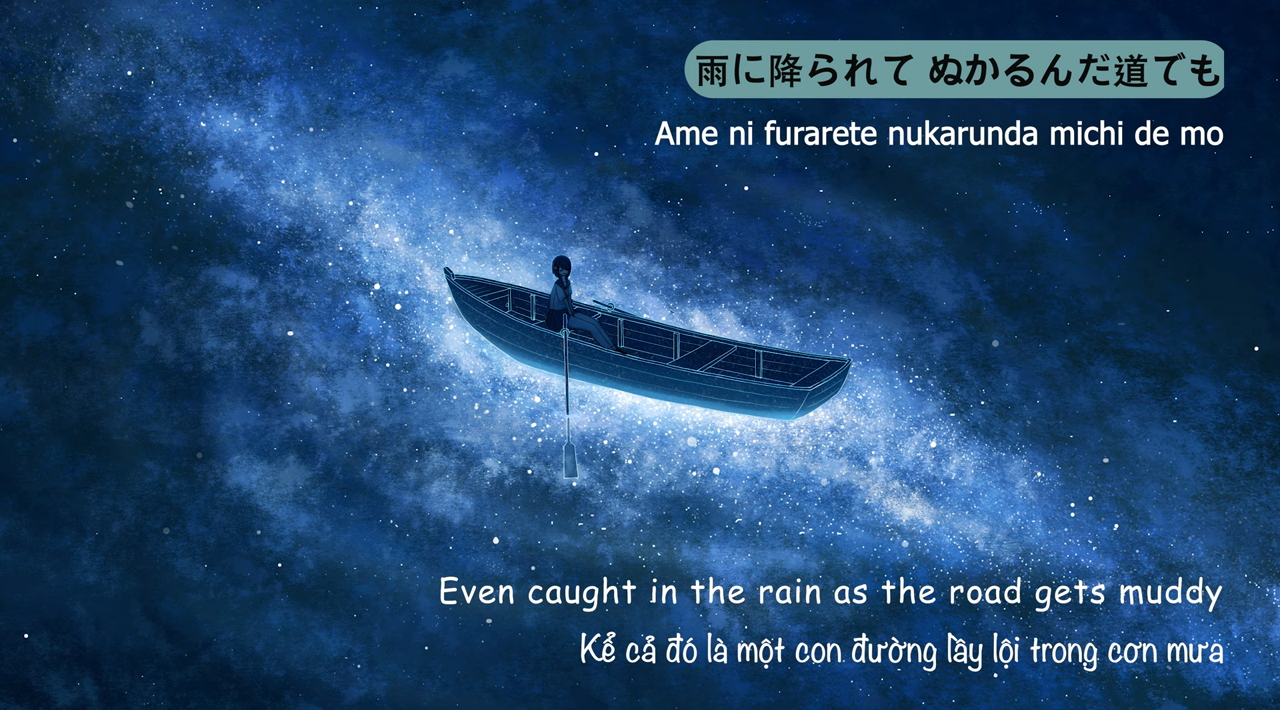 雨に降られて ぬかるんだ道でも
Ame ni furarete nukarunda michi de mo
Even caught in the rain as the road gets muddy
Kể cả đó là một con đường lầy lội trong cơn mưa